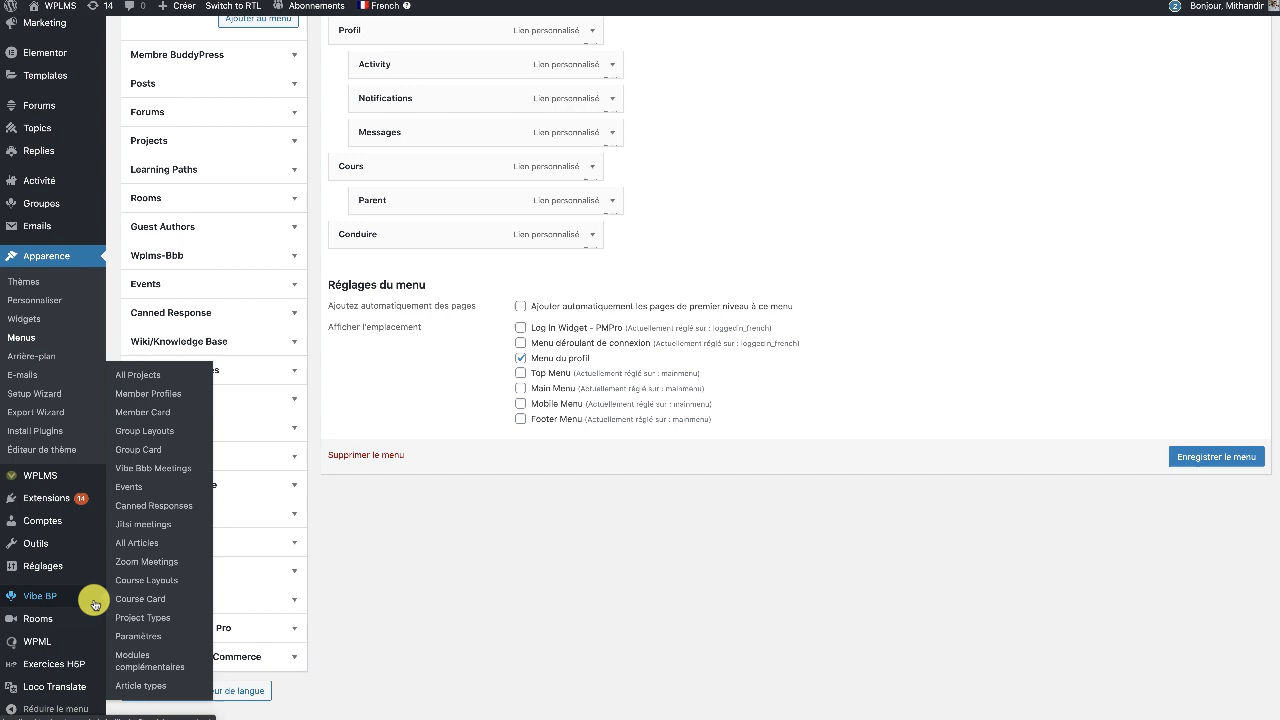 WPLMS
14
0
Créer
Switch to RTL
Abonnements
French
Bonjour, Mithandir
Marketing
Elementor
Templates
Forums
Topics
Replies
Activité
Groupes
Emails
Apparence
Thèmes
Personnaliser
Widgets
Menus
Arrière-plan
E-mails
Setup Wizard
Export Wizard
Install Plugins
Éditeur de thème
WPLMS
Extensions 14
Comptes
Outils
Réglages
Vibe BP
Rooms
WPML
Exercices H5P
Loco Translate
Réduire le menu
All Projects
Member Profiles
Member Card
Group Layouts
Group Card
Vibe Bbb Meetings
Events
Canned Responses
Jitsi meetings
All Articles
Zoom Meetings
Course Layouts
Course Card
Project Types
Paramètres
Modules
complémentaires
Article types
Ajouter au menu
Membre BuddyPress
Posts
Forums
Projects
Learning Paths
Rooms
Guest Authors
Wplms-Bbb
Events
Canned Response
Wiki/Knowledge Base
Pro
Commerce
de langue
Profil Lien personnalisé
Activity Lien personnalisé
Notifications Lien personnalisé
Messages Lien personnalisé
Cours Lien personnalisé
Parent Lien personnalisé
Conduire Lien personnalisé
Réglages du menu
Ajoutez automatiquement des pages
Ajouter automatiquement les pages de premier niveau à ce menu
Afficher l'emplacement
Log In Widget - PMPro (Actuellement réglé sur : loggedin_french)
Menu déroulant de connexion (Actuellement réglé sur : loggedin_french)
Menu du profil
Top Menu (Actuellement réglé sur : mainmenu)
Main Menu (Actuellement réglé sur : mainmenu)
Mobile Menu (Actuellement réglé sur : mainmenu)
Footer Menu (Actuellement réglé sur : mainmenu)
Supprimer le menu
Enregistrer le menu